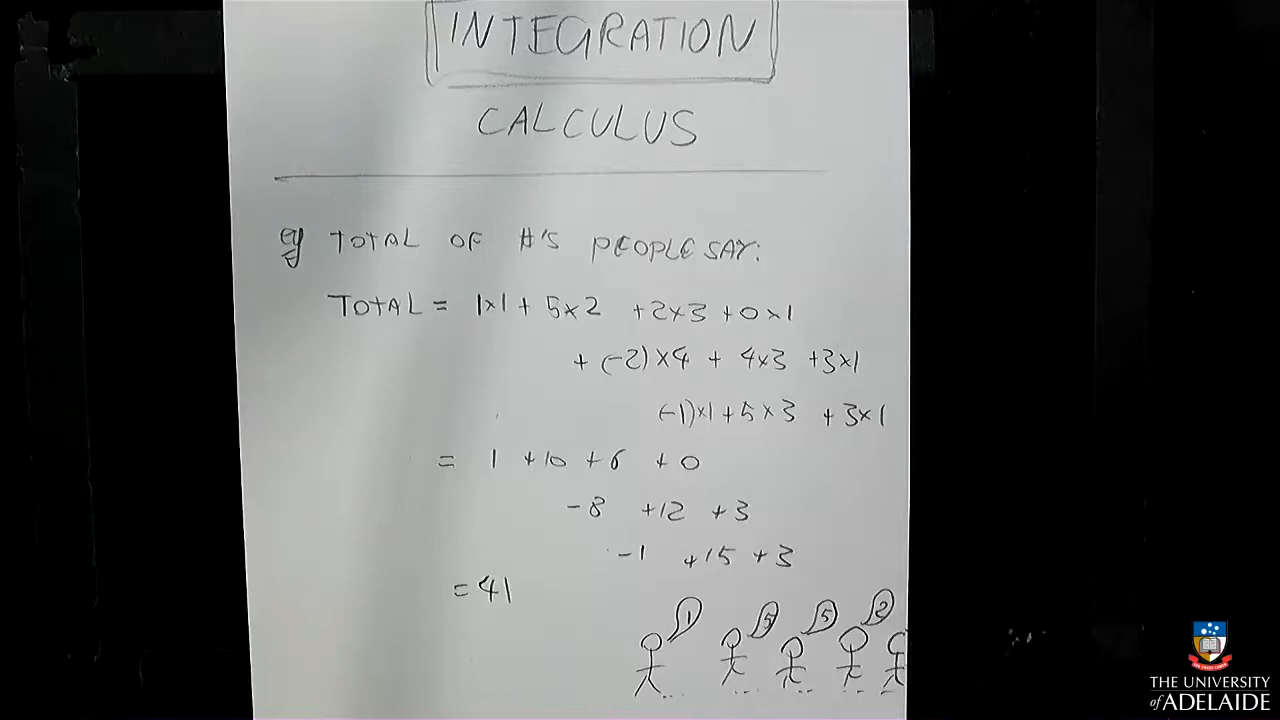 INTEGRATION
CALCULUS
eg TOTAL OF #'S PEOPLE SAY:
TOTAL = 1×1 + 5×2 + 2×3 + 0×1
+ (-2)×4 + 4×3 + 3×1
(-1)×1 + 5×3 + 3×1
= 1 + 10 + 6 + 0
-8 + 12 + 3
-1 + 15 + 3
= 41
1 5 5 2
THE UNIVERSITY
of ADELAIDE